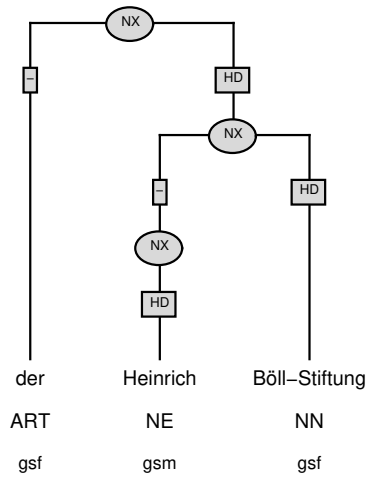 NX
– HD
NX
– HD
NX
HD
der Heinrich Böll–Stiftung
ART NE NN
gsf gsm gsf